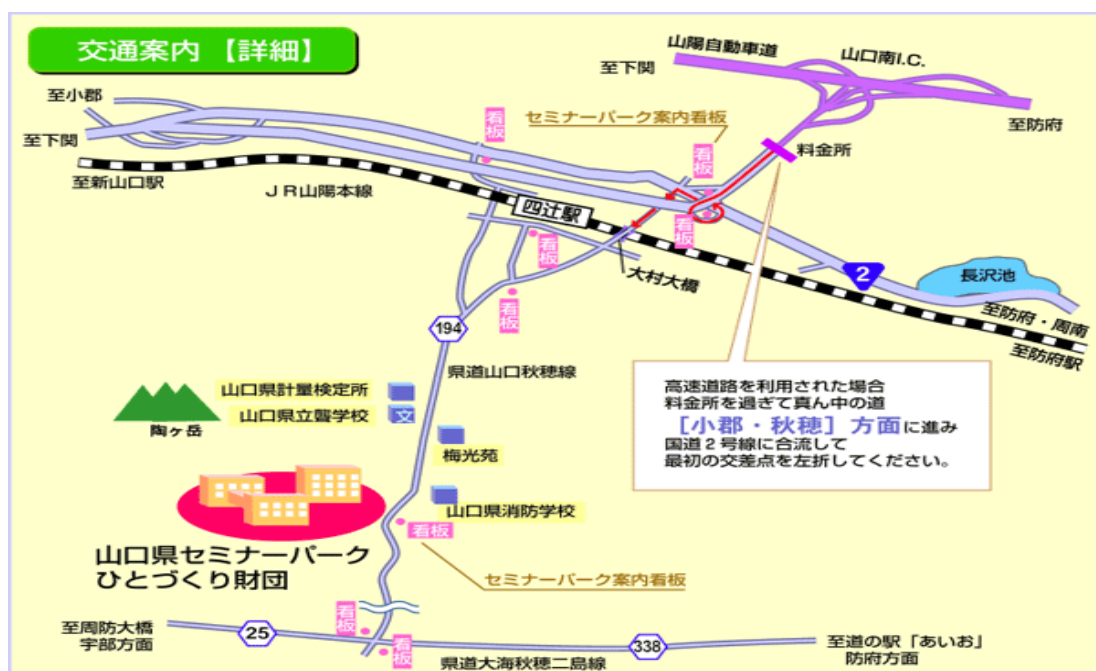 交通案内 【詳細】
山陽自動車道
山口南I.C.
至下関
至防府
至小郡
至下関
至新山口駅
JR山陽本線
看板
セミナーパーク案内看板
看板
料金所
四辻駅
看板
看板
大村大橋
2
長沢池
至防府・周南
至防府駅
看板
194
県道山口秋穂線
高速道路を利用された場合
料金所を過ぎて真ん中の道
［小郡・秋穂］方面に進み
国道2号線に合流して
最初の交差点を左折してください。
山口県計量検定所
山口県立聾学校
文
陶ヶ岳
梅光苑
山口県消防学校
看板
山口県セミナーパーク
ひとづくり財団
セミナーパーク案内看板
至周防大橋
宇部方面
25
看板
看板
県道大海秋穂二島線
338
至道の駅「あいお」
防府方面